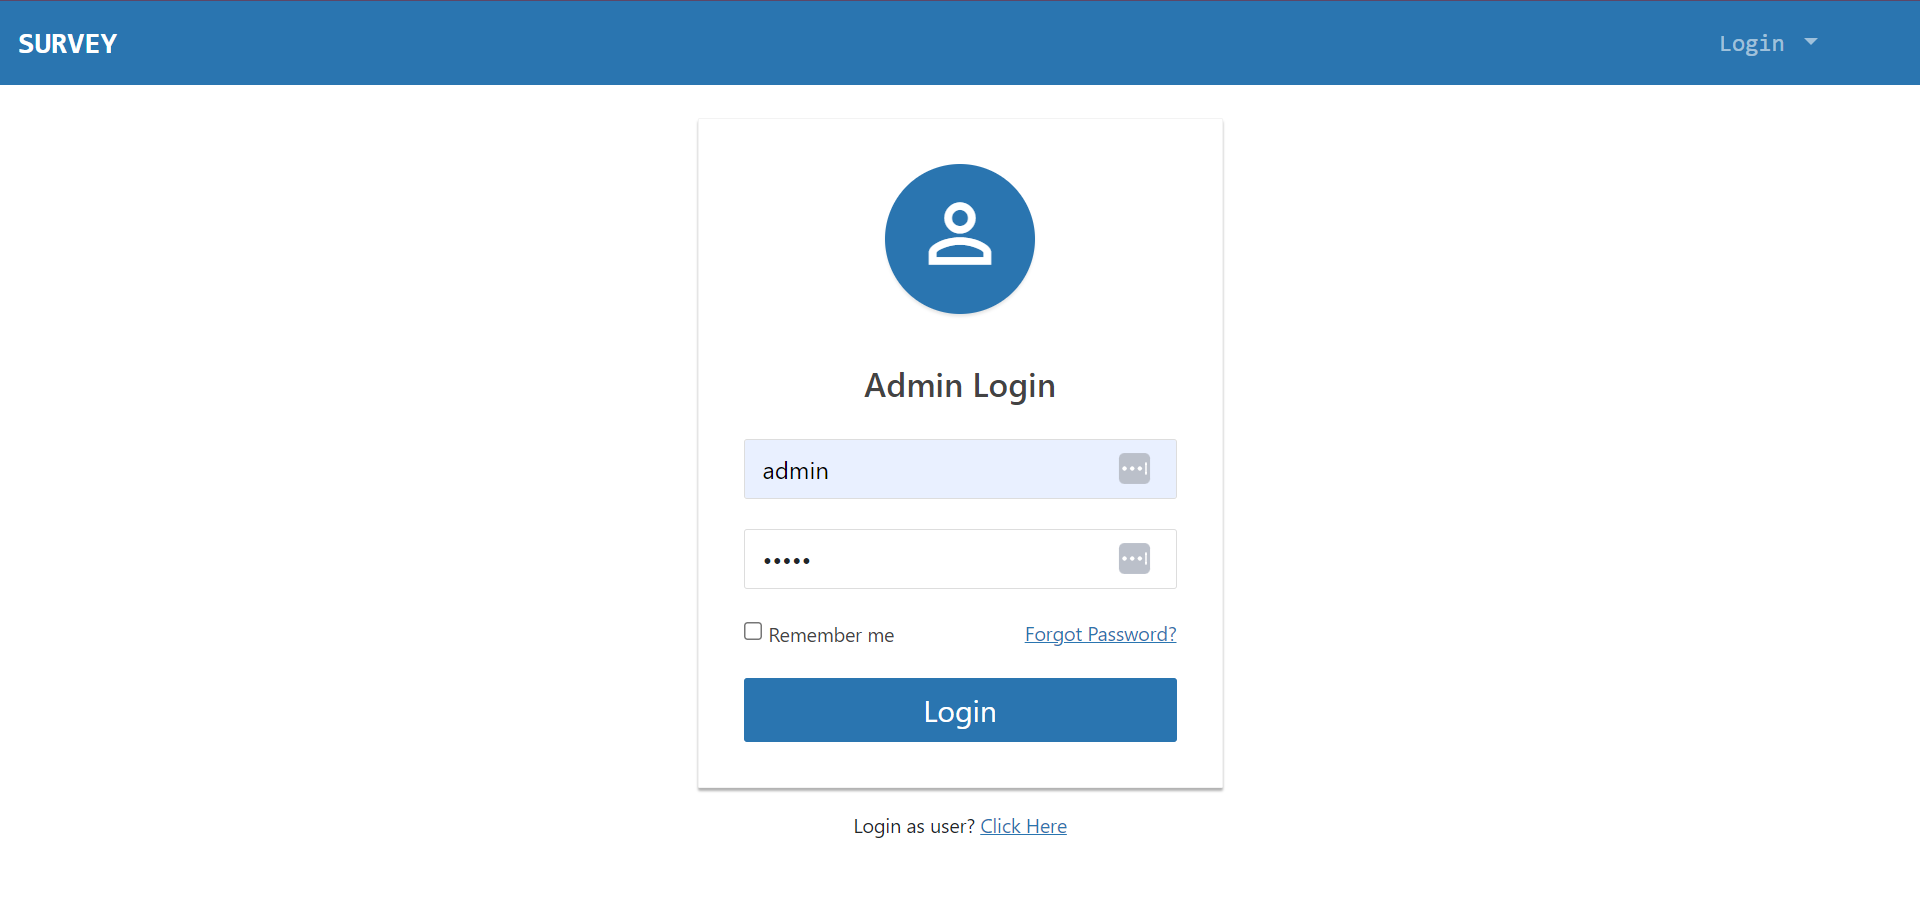 SURVEY
Login
Admin Login
admin
•••••
Remember me
Forgot Password?
Login
Login as user? Click Here